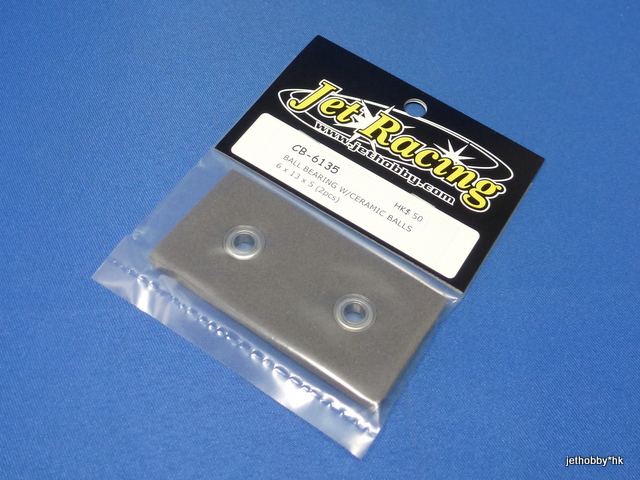 Jet Racing
www.jethobby.com
CB-6135
HK$ 50
BALL BEARING W/CERAMIC BALLS
6 x 13 x 5 (2pcs)
jethobby*hk